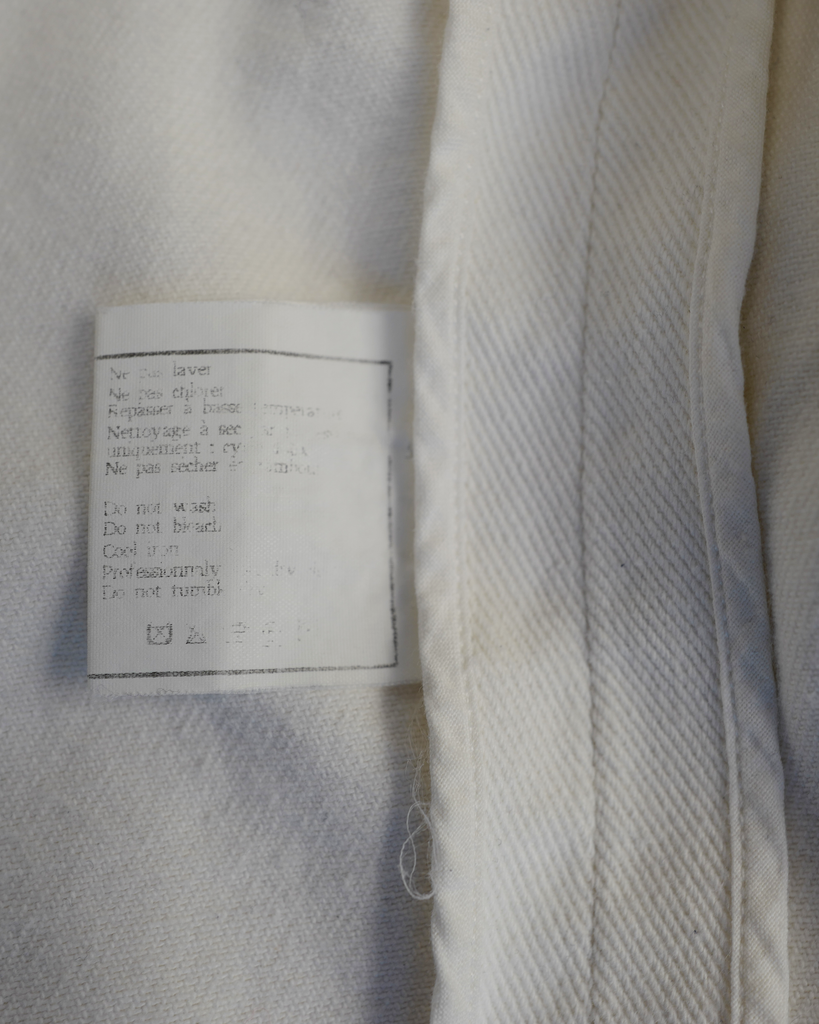 Ne pas laver
Ne pas chlorer
Repasser à basse
Nettoyage à sec
uniquement :
Ne pas sécher
Do not wash
Do not bleach
Cool iron
Professionnaly
Do not tumble